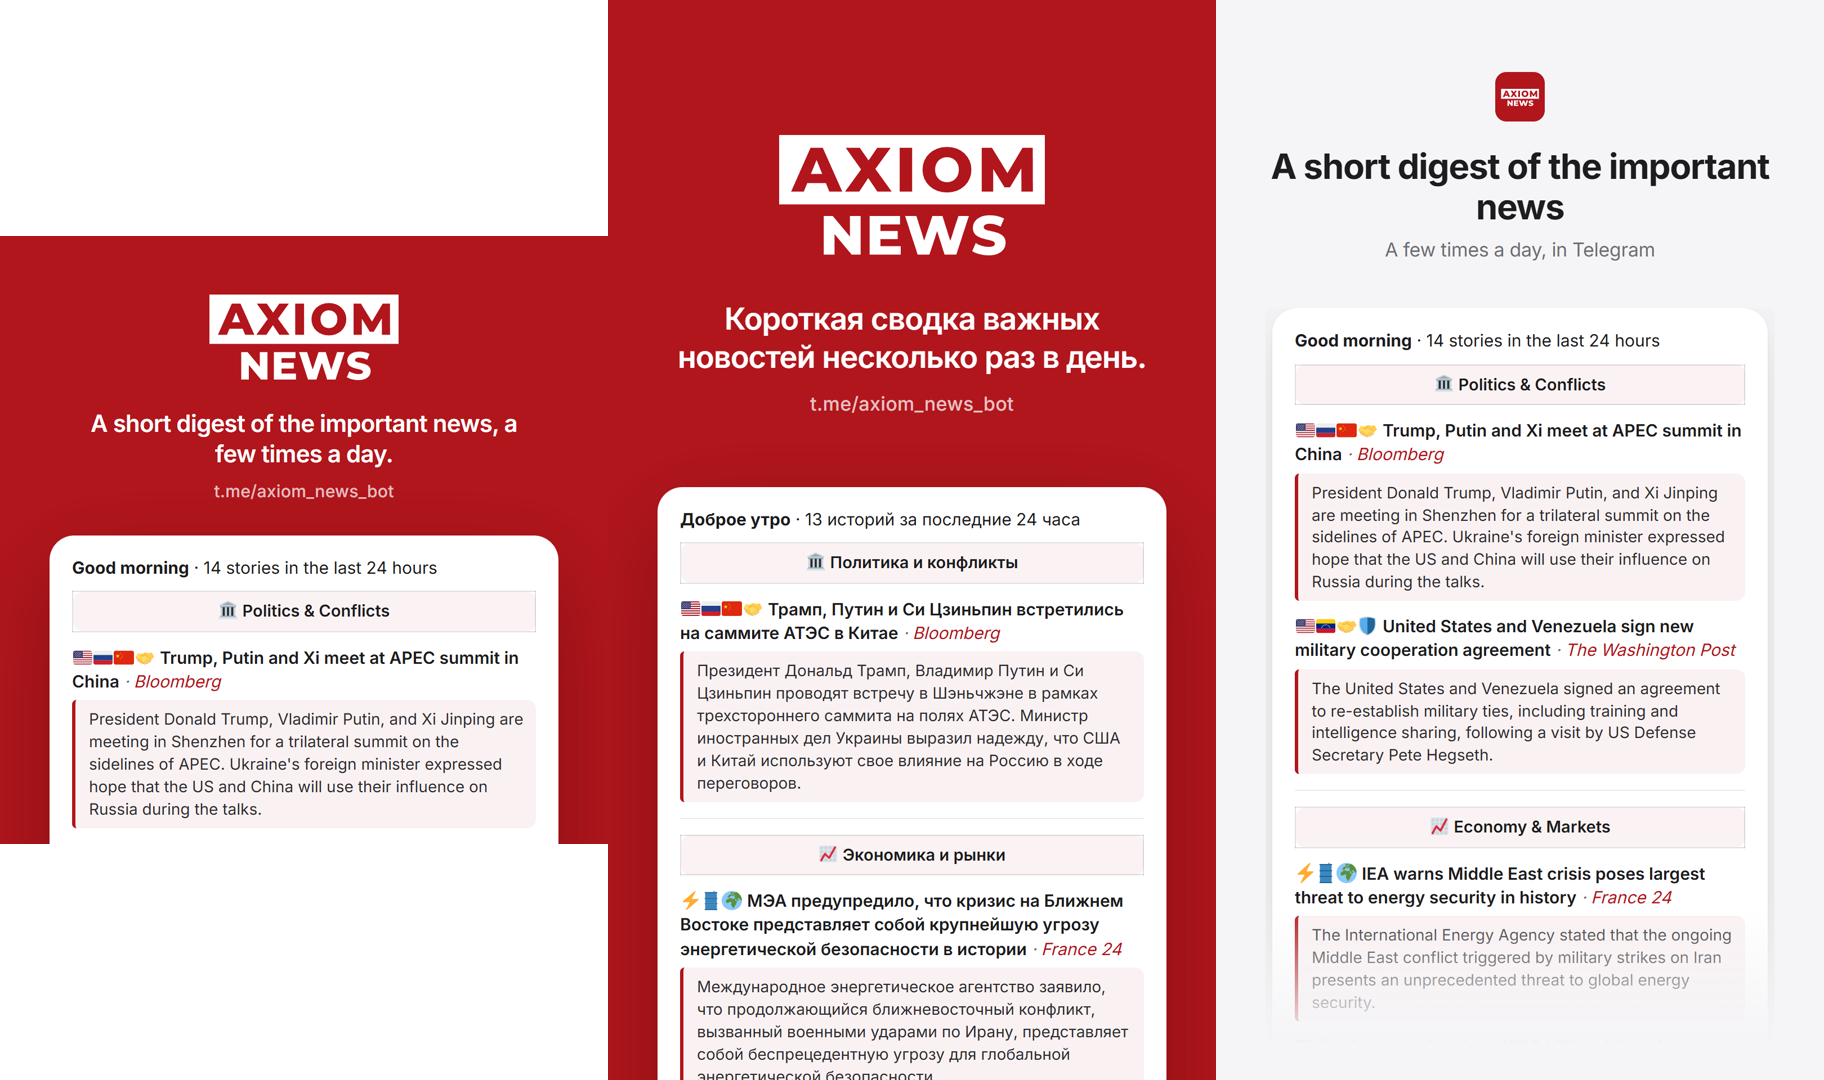 AXIOM
NEWS
A short digest of the important news, a
few times a day.
t.me/axiom_news_bot
Good morning · 14 stories in the last 24 hours
🏛️ Politics & Conflicts
🇺🇸🇷🇺🇨🇳🤝 Trump, Putin and Xi meet at APEC summit in
China · Bloomberg
President Donald Trump, Vladimir Putin, and Xi Jinping are
meeting in Shenzhen for a trilateral summit on the
sidelines of APEC. Ukraine's foreign minister expressed
hope that the US and China will use their influence on
Russia during the talks.
AXIOM
NEWS
Короткая сводка важных
новостей несколько раз в день.
t.me/axiom_news_bot
Доброе утро · 13 историй за последние 24 часа
🏛️ Политика и конфликты
🇺🇸🇷🇺🇨🇳🤝 Трамп, Путин и Си Цзиньпин встретились
на саммите АТЭС в Китае · Bloomberg
Президент Дональд Трамп, Владимир Путин и Си
Цзиньпин проводят встречу в Шэньчжэне в рамках
трехстороннего саммита на полях АТЭС. Министр
иностранных дел Украины выразил надежду, что США
и Китай используют свое влияние на Россию в ходе
переговоров.
📈 Экономика и рынки
⚡🛢️🌍 МЭА предупредило, что кризис на Ближнем
Востоке представляет собой крупнейшую угрозу
энергетической безопасности в истории · France 24
Международное энергетическое агентство заявило,
что продолжающийся ближневосточный конфликт,
вызванный военными ударами по Ирану, представляет
собой беспрецедентную угрозу для глобальной
энергетической безопасности.
AXIOM
NEWS
A short digest of the important
news
A few times a day, in Telegram
Good morning · 14 stories in the last 24 hours
🏛️ Politics & Conflicts
🇺🇸🇷🇺🇨🇳🤝 Trump, Putin and Xi meet at APEC summit in
China · Bloomberg
President Donald Trump, Vladimir Putin, and Xi Jinping
are meeting in Shenzhen for a trilateral summit on the
sidelines of APEC. Ukraine's foreign minister expressed
hope that the US and China will use their influence on
Russia during the talks.
🇺🇸🇻🇪🤝🛡️ United States and Venezuela sign new
military cooperation agreement · The Washington Post
The United States and Venezuela signed an agreement
to re-establish military ties, including training and
intelligence sharing, following a visit by US Defense
Secretary Pete Hegseth.
📈 Economy & Markets
⚡🛢️🌍 IEA warns Middle East crisis poses largest
threat to energy security in history · France 24
The International Energy Agency stated that the ongoing
Middle East conflict triggered by military strikes on Iran
presents an unprecedented threat to global energy
security.